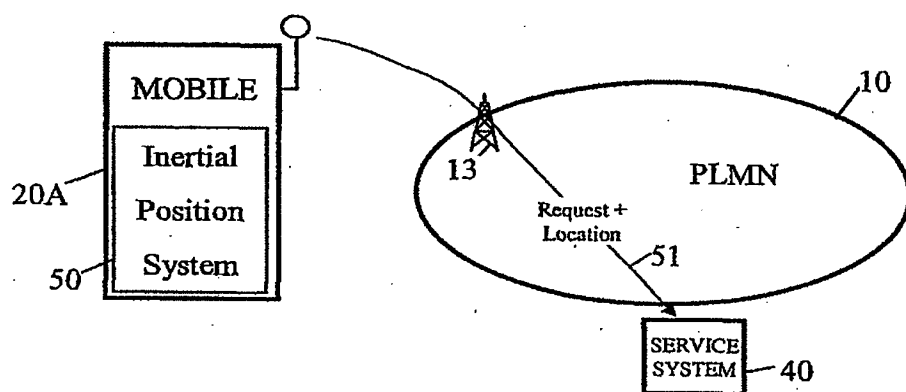 MOBILE
Inertial
Position
System
20A
50
10
13
PLMN
Request +
Location
51
SERVICE
SYSTEM
40